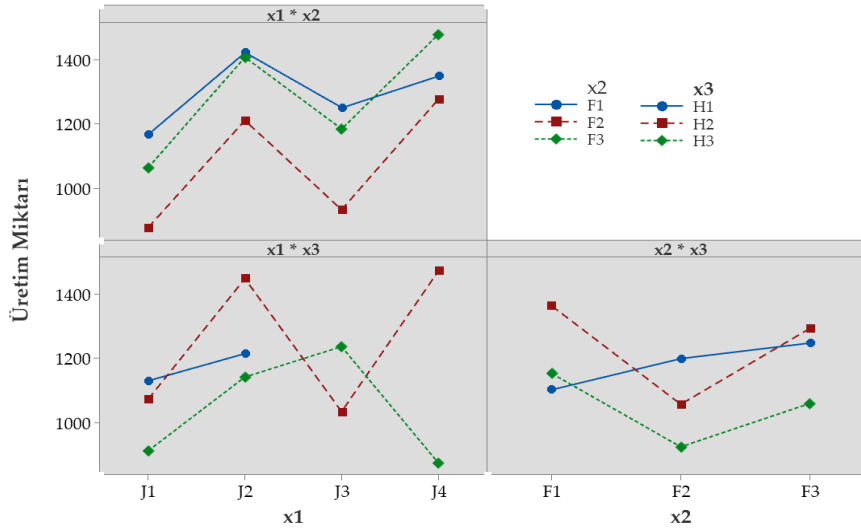 x1 * x2
1400
1200
1000
x2
F1
F2
F3
x3
H1
H2
H3
Üretim Miktarı
x1 * x3
x2 * x3
1400
1200
1000
J1 J2 J3 J4
F1 F2 F3
x1
x2